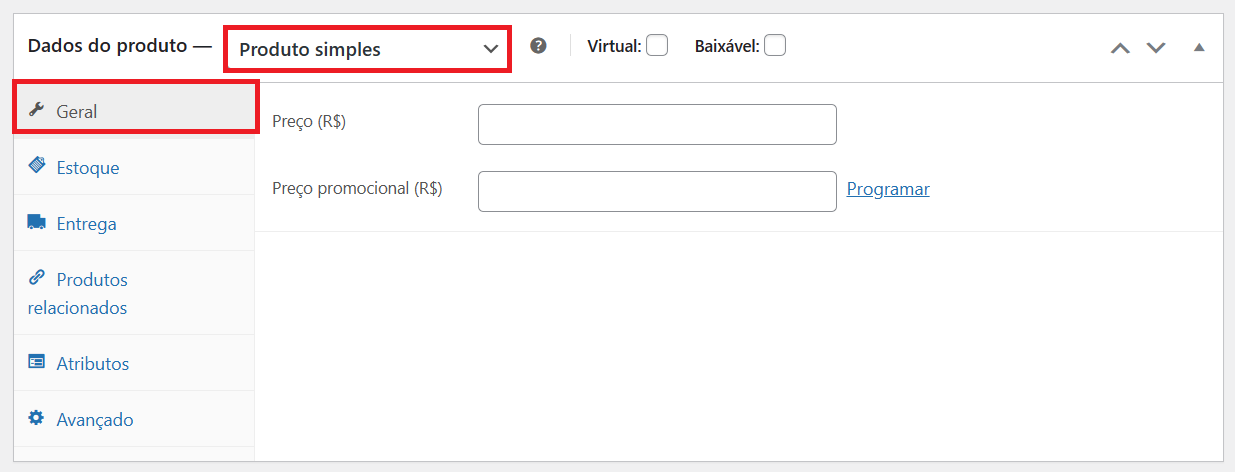 Dados do produto — Produto simples Virtual: Baixável:
Geral
Preço (R$)
Estoque
Preço promocional (R$) Programar
Entrega
Produtos
relacionados
Atributos
Avançado